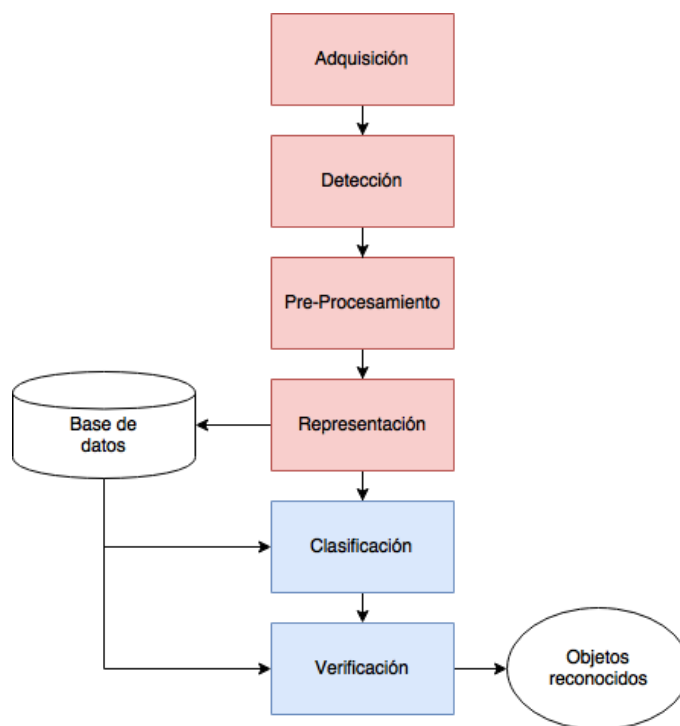 Adquisición
Detección
Pre-Procesamiento
Base de
datos
Representación
Clasificación
Verificación
Objetos
reconocidos